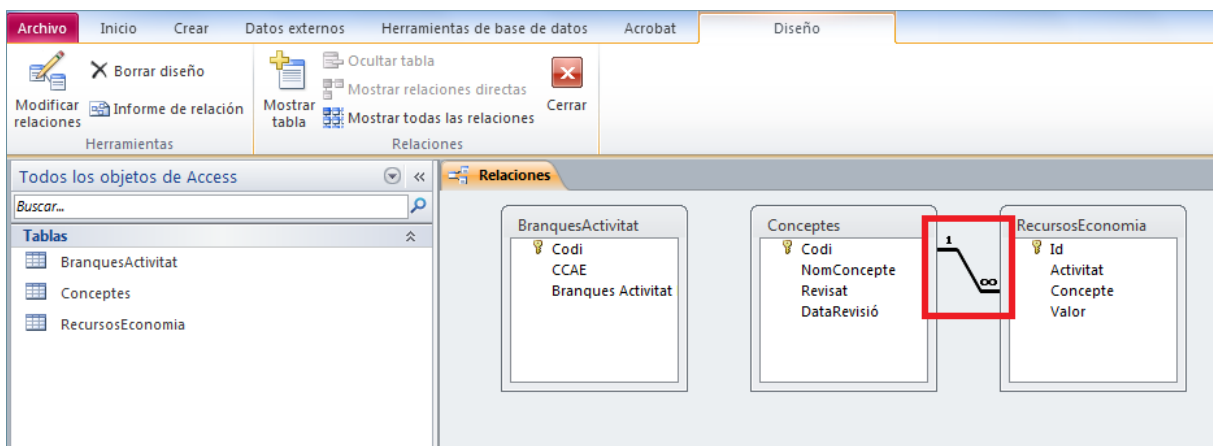 Archivo Inicio Crear Datos externos Herramientas de base de datos Acrobat Diseño
Modificar relaciones
Borrar diseño
Informe de relación
Herramientas
Mostrar tabla
Ocultar tabla
Mostrar relaciones directas
Mostrar todas las relaciones
Cerrar
Relaciones
Todos los objetos de Access «
Buscar...
Tablas
BranquesActivitat
Conceptes
RecursosEconomia
Relaciones
BranquesActivitat
Codi
CCAE
Branques Activitat
Conceptes
Codi
NomConcepte
Revisat
DataRevisió
1
∞
RecursosEconomia
Id
Activitat
Concepte
Valor